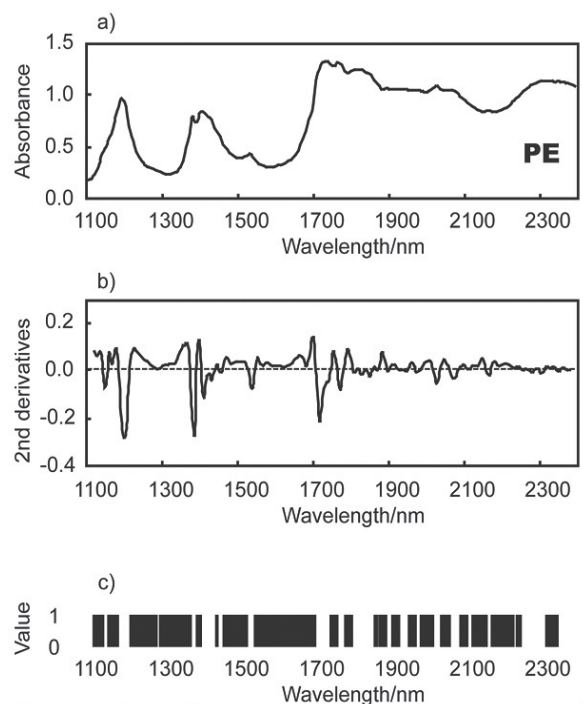 a)
1.5
1.0
0.5
0.0
Absorbance
PE
1100 1300 1500 1700 1900 2100 2300
Wavelength/nm
b)
0.2
0.0
-0.2
-0.4
2nd derivatives
1100 1300 1500 1700 1900 2100 2300
Wavelength/nm
c)
1
0
Value
1100 1300 1500 1700 1900 2100 2300
Wavelength/nm